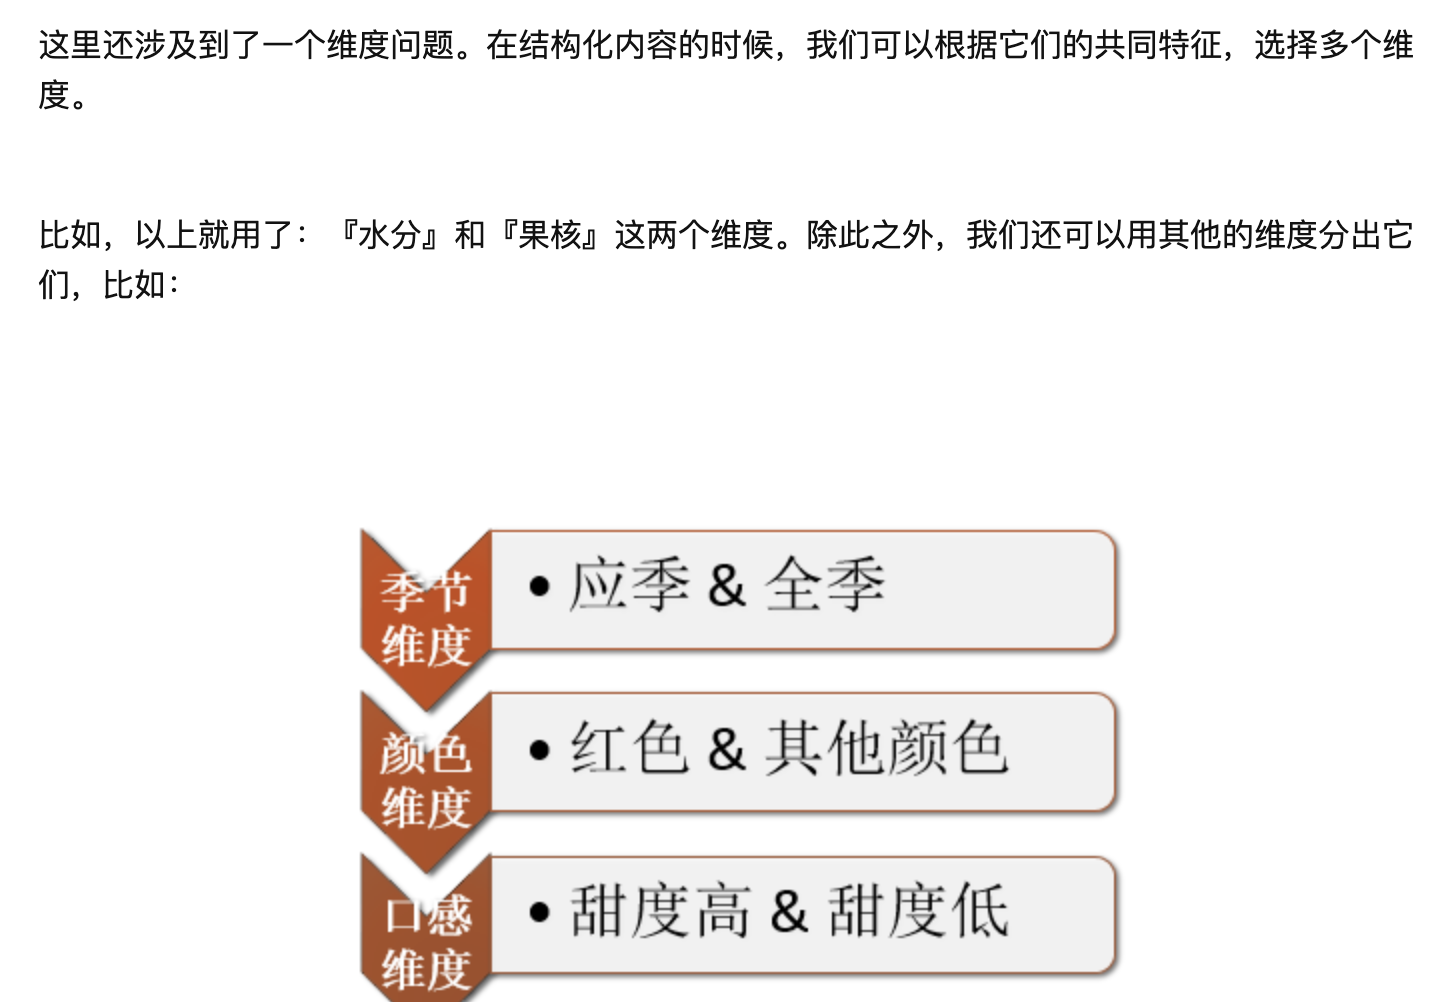 这里还涉及到了一个维度问题。在结构化内容的时候，我们可以根据它们的共同特征，选择多个维
度。
比如，以上就用了：『水分』和『果核』这两个维度。除此之外，我们还可以用其他的维度分出它
们，比如：
季节
维度
• 应季 & 全季
颜色
维度
• 红色 & 其他颜色
口感
维度
• 甜度高 & 甜度低